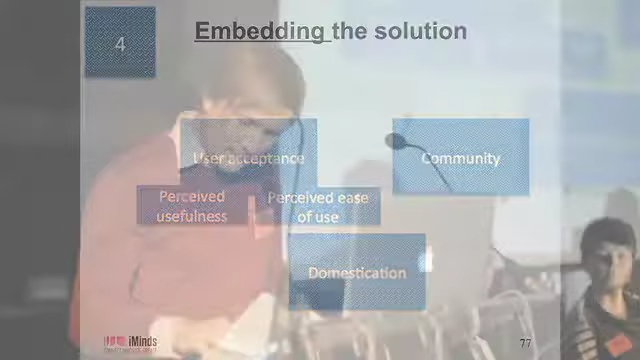 4
Embedding the solution
User acceptance
Community
Perceived
usefulness
Perceived ease
of use
Domestication
iMinds
77